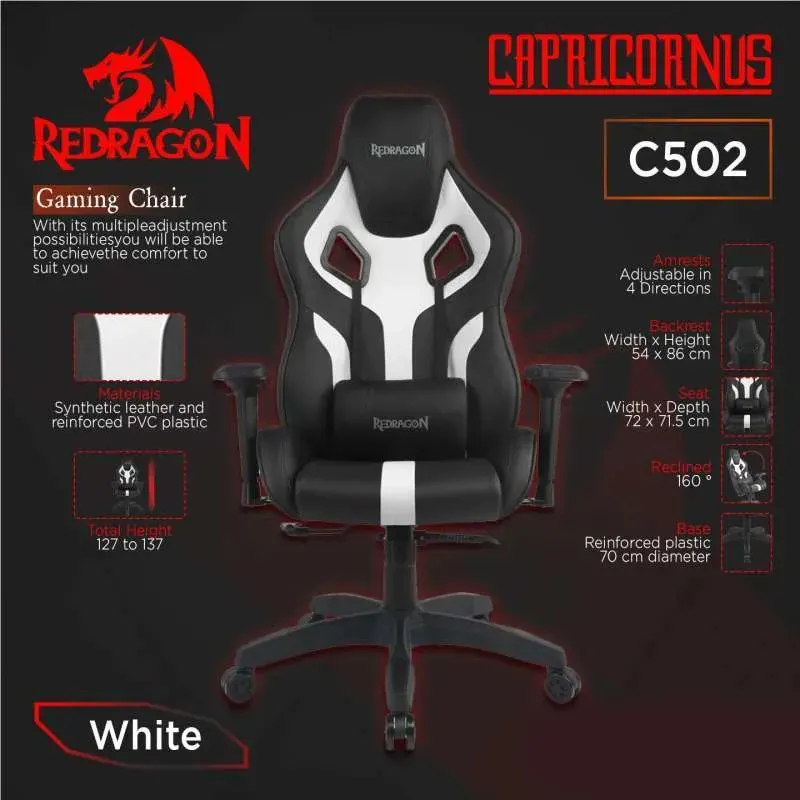 REDRAGON
Gaming Chair
With its multipleadjustment
possibilitiesyou will be able
to achievethe comfort to
suit you
Materials
Synthetic leather and
reinforced PVC plastic
Total Height
127 to 137
White
REDRAGON
REDRAGON
CAPRICORNUS
C502
Amrests
Adjustable in
4 Directions
Backrest
Width x Height
54 x 86 cm
Seat
Width x Depth
72 x 71.5 cm
Reclined
160 °
Base
Reinforced plastic
70 cm diameter